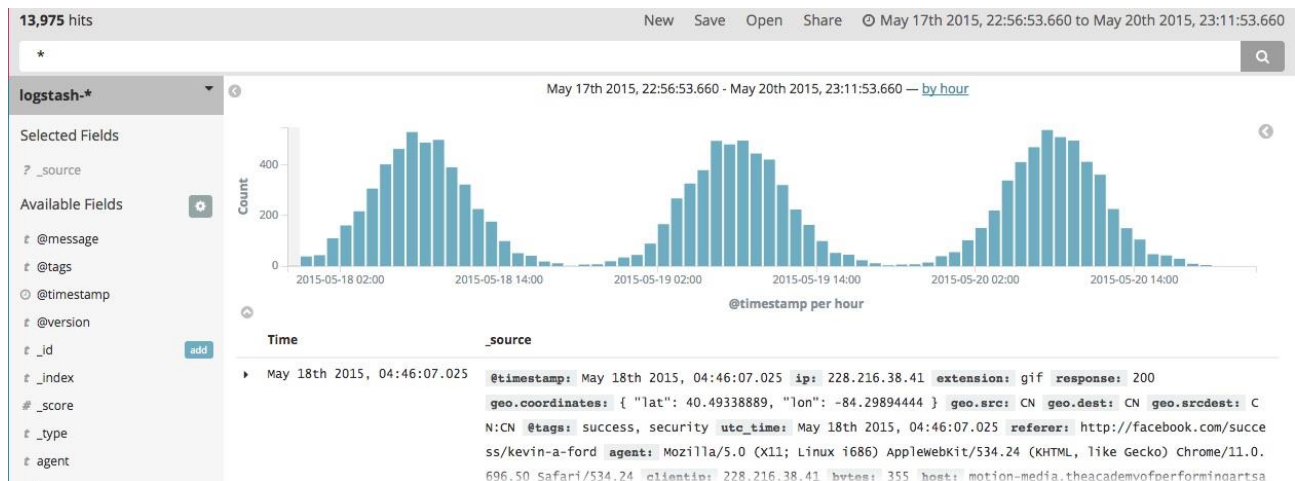 13,975 hits New Save Open Share May 17th 2015, 22:56:53.660 to May 20th 2015, 23:11:53.660
*
logstash-*
May 17th 2015, 22:56:53.660 - May 20th 2015, 23:11:53.660 — by hour
Selected Fields
? _source
Available Fields
t @message
t @tags
@timestamp
t @version
t _id add
t _index
# _score
t _type
t agent
Count
400
200
0
2015-05-18 02:00 2015-05-18 14:00 2015-05-19 02:00 2015-05-19 14:00 2015-05-20 02:00 2015-05-20 14:00
@timestamp per hour
Time _source
May 18th 2015, 04:46:07.025 @timestamp: May 18th 2015, 04:46:07.025 ip: 228.216.38.41 extension: gif response: 200
geo.coordinates: { "lat": 40.49338889, "lon": -84.29894444 } geo.src: CN geo.dest: CN geo.srcdest: C
N:CN @tags: success, security utc_time: May 18th 2015, 04:46:07.025 referer: http://facebook.com/succe
ss/kevin-a-ford agent: Mozilla/5.0 (X11; Linux i686) AppleWebKit/534.24 (KHTML, like Gecko) Chrome/11.0.
696.50 Safari/534.24 clientip: 228.216.38.41 bytes: 355 host: motion-media.theacademyofperformingartsa